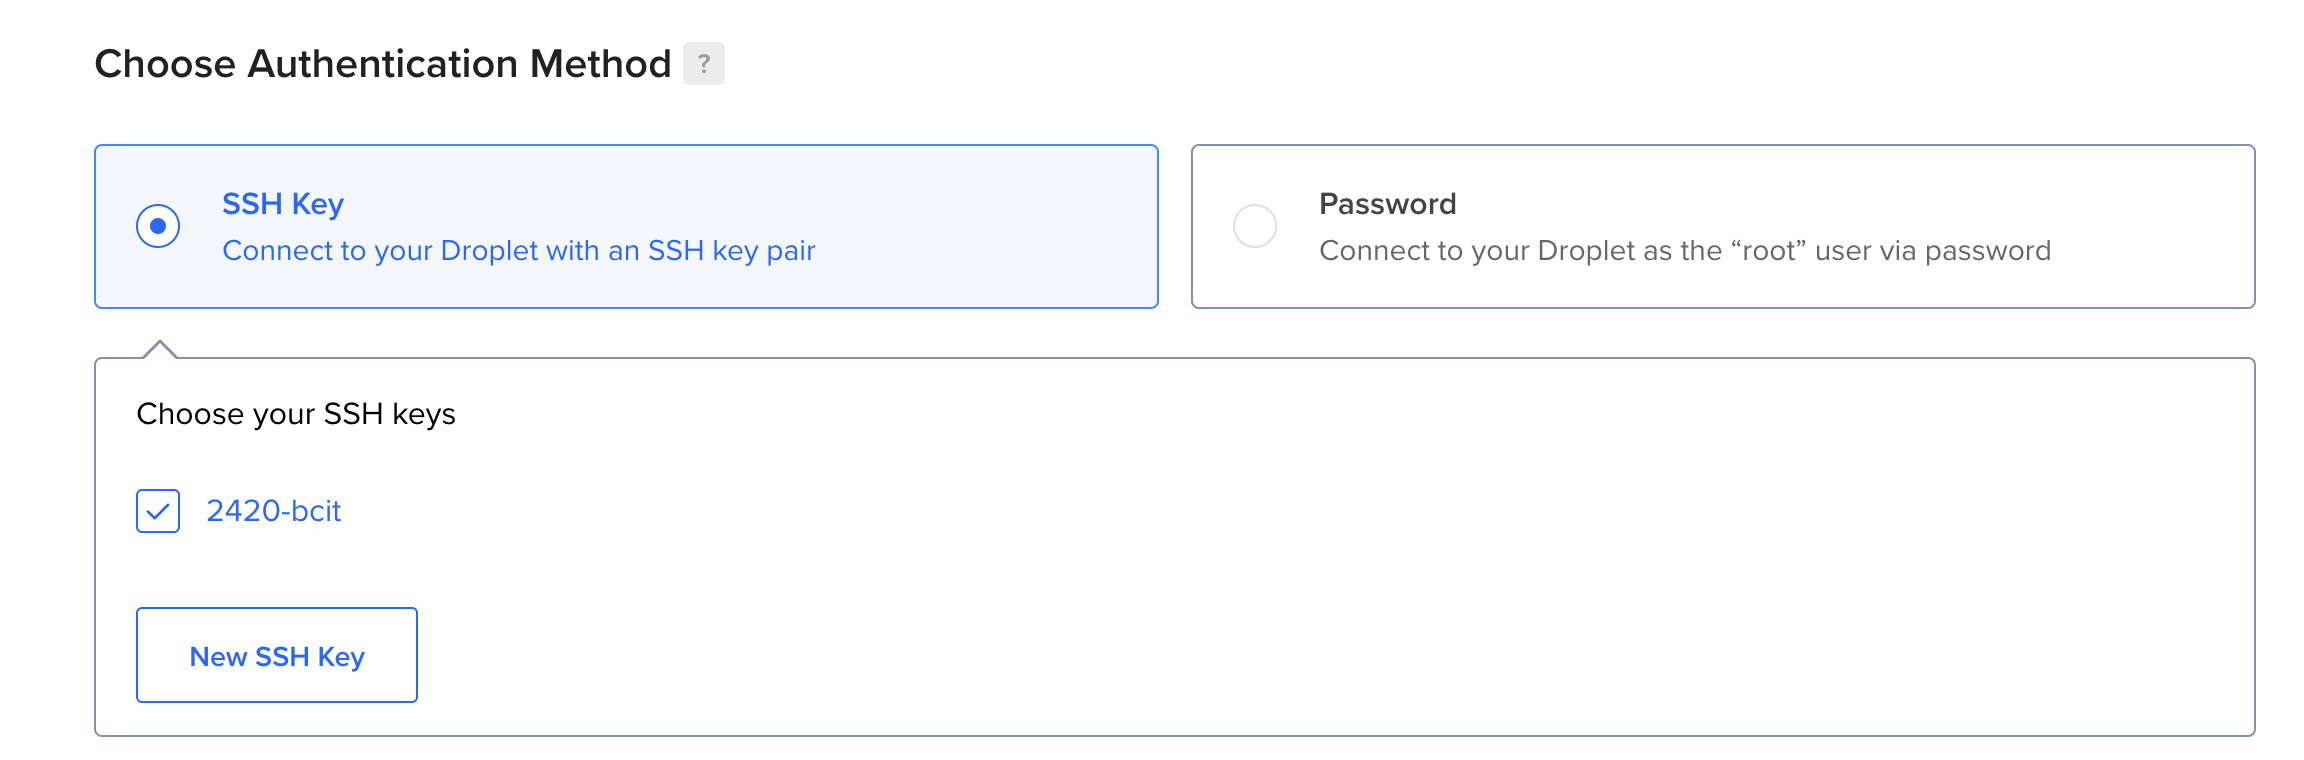 Choose Authentication Method ?
SSH Key
Connect to your Droplet with an SSH key pair
Password
Connect to your Droplet as the “root” user via password
Choose your SSH keys
2420-bcit
New SSH Key